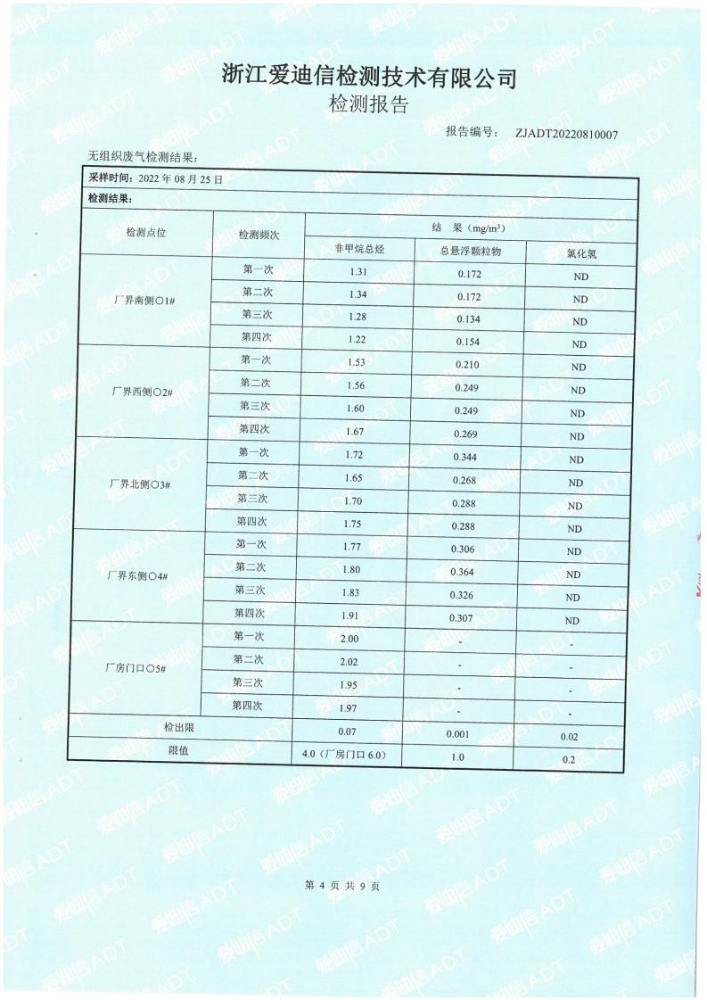 浙江爱迪信检测技术有限公司
检测报告
报告编号： ZJADT20220810007
无组织废气检测结果：
采样时间：2022 年 08 月 25 日
检测结果：
检测点位 检测频次 结 果（mg/m³）
非甲烷总烃 总悬浮颗粒物 氯化氢
厂界南侧〇1# 第一次 1.31 0.172 ND
第二次 1.34 0.172 ND
第三次 1.28 0.134 ND
第四次 1.22 0.154 ND
厂界西侧〇2# 第一次 1.53 0.210 ND
第二次 1.56 0.249 ND
第三次 1.60 0.249 ND
第四次 1.67 0.269 ND
厂界北侧〇3# 第一次 1.72 0.344 ND
第二次 1.65 0.268 ND
第三次 1.70 0.288 ND
第四次 1.75 0.288 ND
厂界东侧〇4# 第一次 1.77 0.306 ND
第二次 1.80 0.364 ND
第三次 1.83 0.326 ND
第四次 1.91 0.307 ND
厂房门口〇5# 第一次 2.00 - -
第二次 2.02 - -
第三次 1.95 - -
第四次 1.97 - -
检出限 0.07 0.001 0.02
限值 4.0（厂房门口 6.0） 1.0 0.2
第 4 页 共 9 页
爱迪信ADT